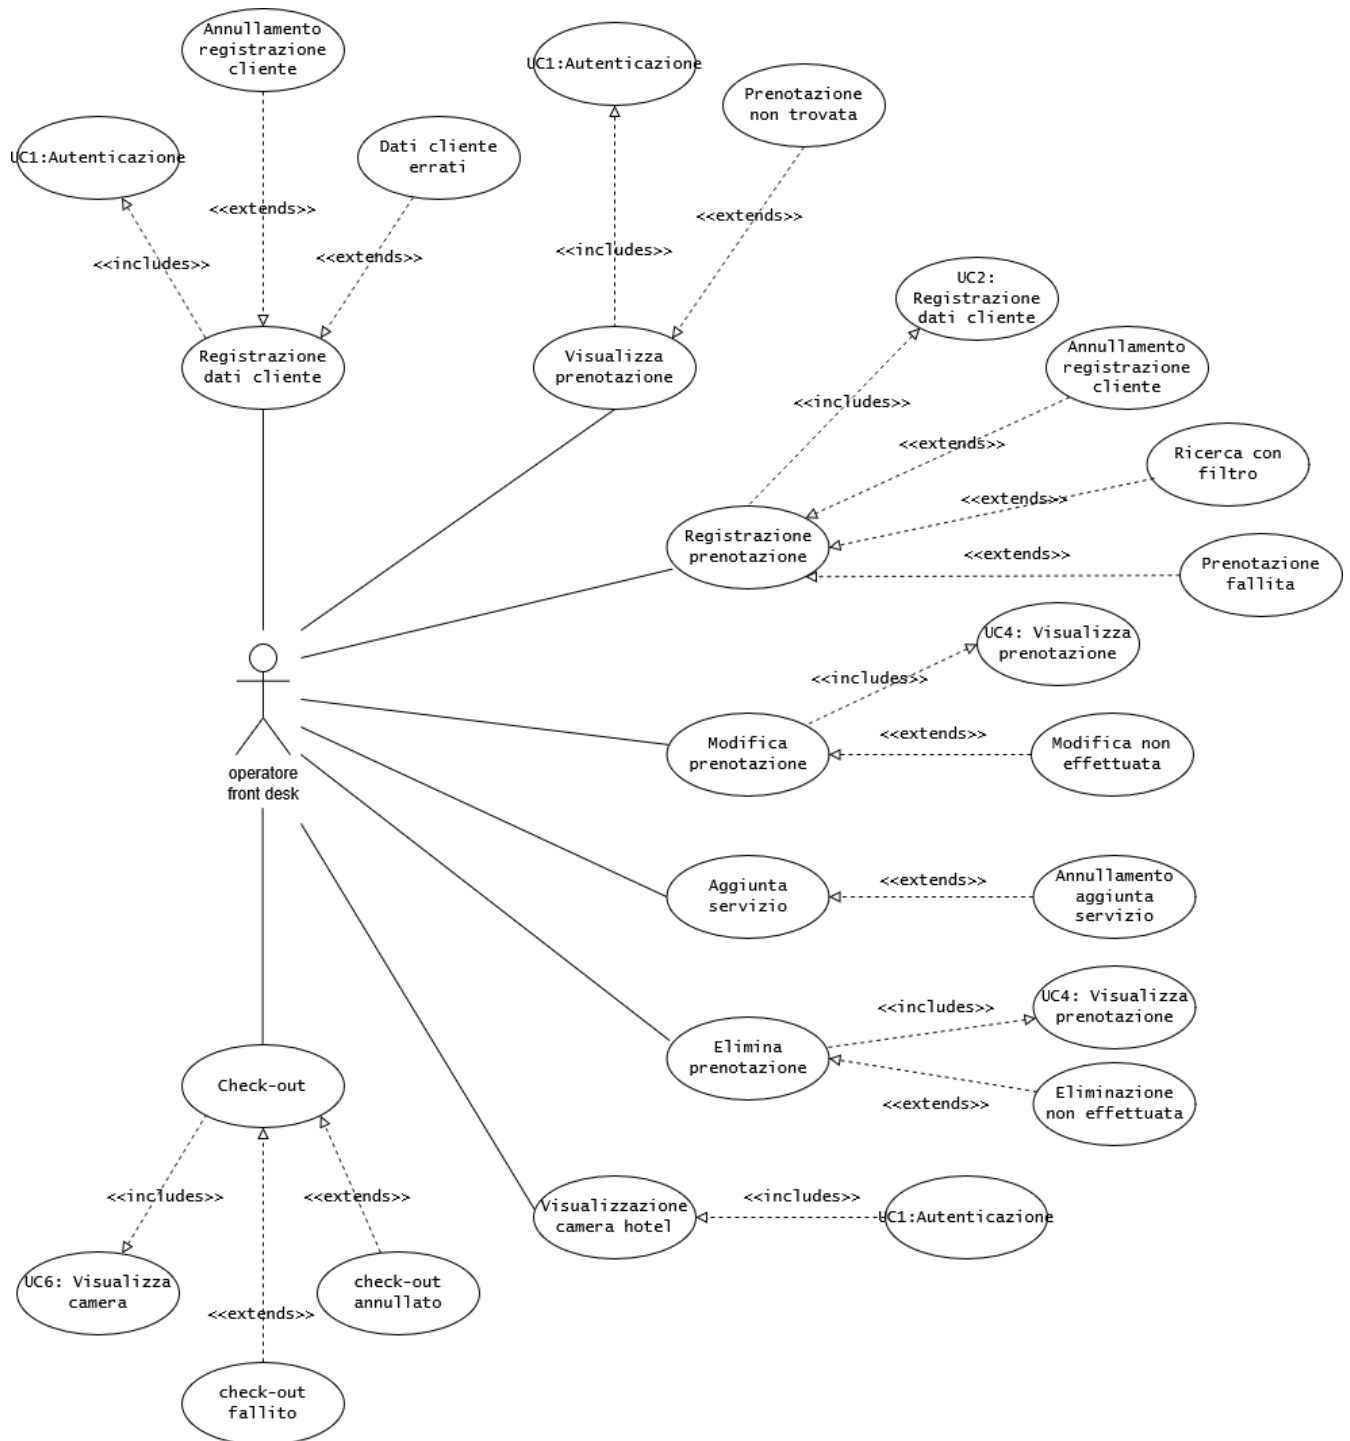 Annullamento
registrazione
cliente
UC1:Autenticazione
Prenotazione
non trovata
UC1:Autenticazione
Dati cliente
errati
<<extends>>
<<extends>>
<<includes>>
<<includes>>
<<extends>>
UC2:
Registrazione
dati cliente
Registrazione
dati cliente
Visualizza
prenotazione
Annullamento
registrazione
cliente
<<includes>>
<<extends>>
Ricerca con
filtro
<<extends>>
Registrazione
prenotazione
<<extends>>
Prenotazione
fallita
UC4: Visualizza
prenotazione
<<includes>>
<<extends>>
Modifica
prenotazione
Modifica non
effettuata
operatore
front desk
<<extends>>
Aggiunta
servizio
Annullamento
aggiunta
servizio
<<includes>>
UC4: Visualizza
prenotazione
Elimina
prenotazione
<<extends>>
Eliminazione
non effettuata
Check-out
<<includes>>
<<extends>>
Visualizzazione
camera hotel
<<includes>>
UC1:Autenticazione
UC6: Visualizza
camera
check-out
annullato
<<extends>>
check-out
fallito